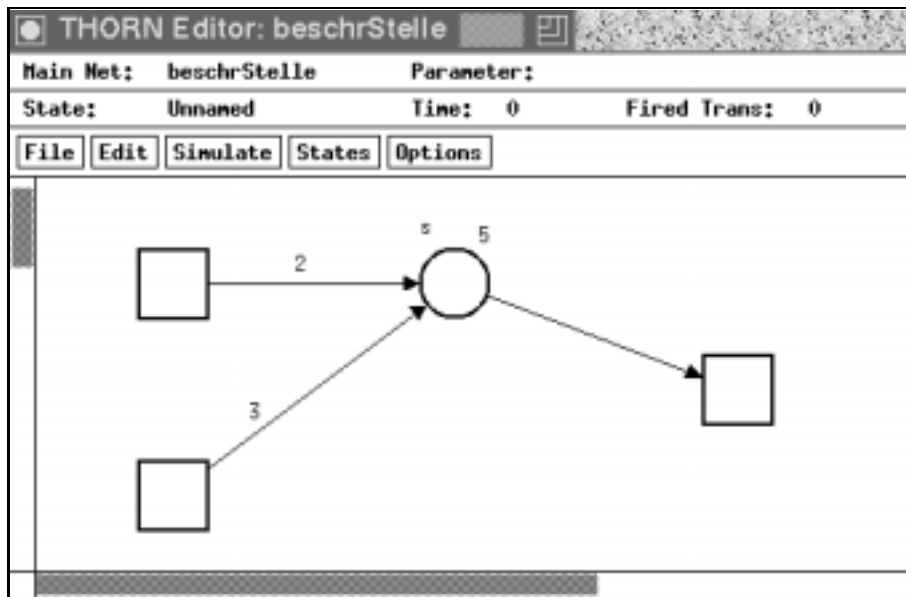 THORN Editor: beschrStelle
Main Net: beschrStelle Parameter:
State: Unnamed Time: 0 Fired Trans: 0
File Edit Simulate States Options
s 5
2
3